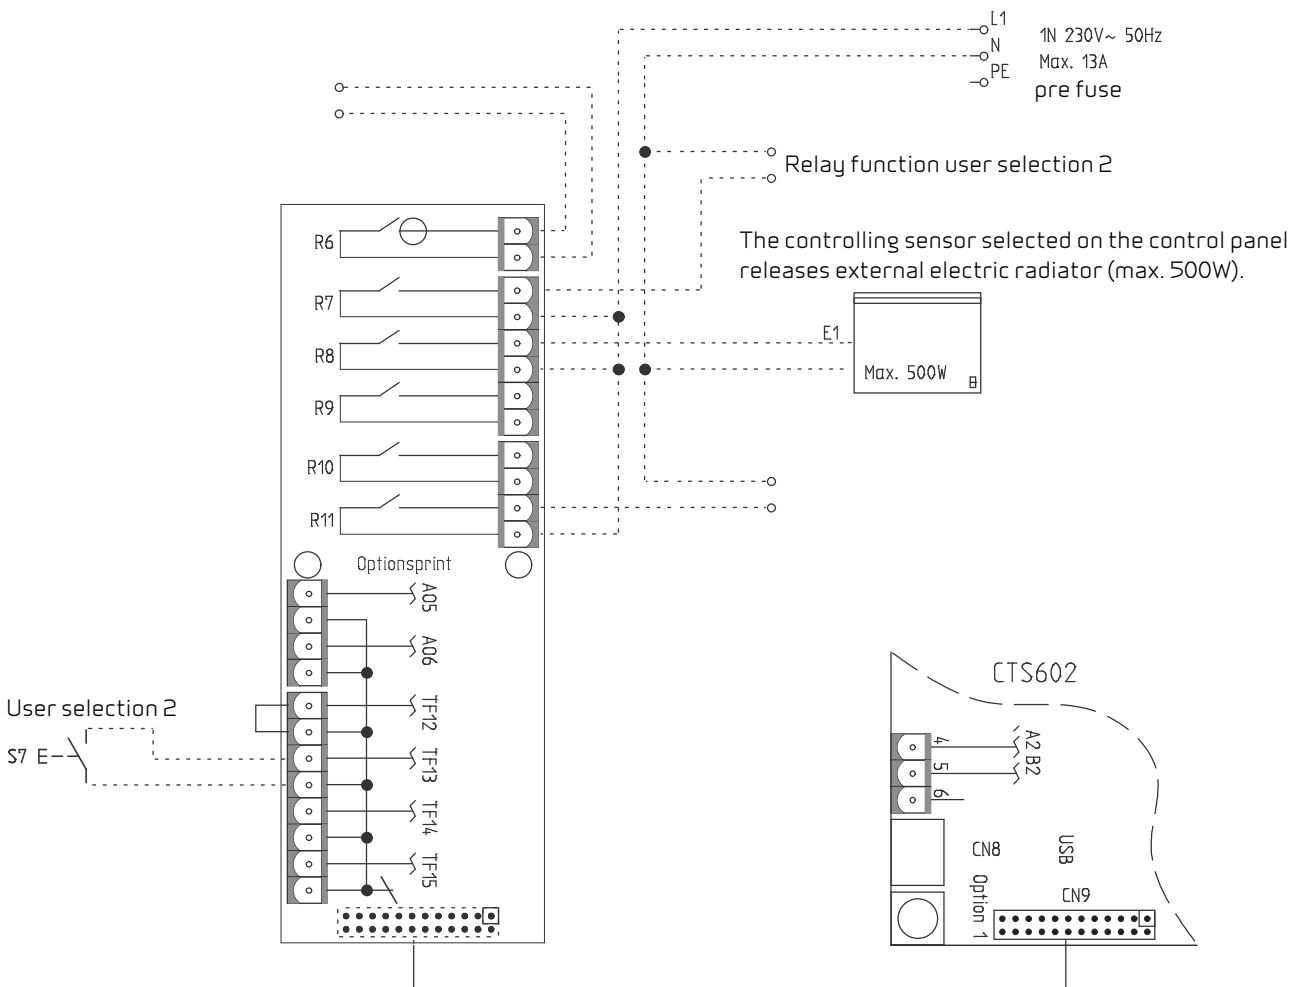 L1
N
PE
1N 230V~ 50Hz
Max. 13A
pre fuse
Relay function user selection 2
The controlling sensor selected on the control panel
releases external electric radiator (max. 500W).
R6
R7
R8
R9
R10
R11
E1
Max. 500W
Optionsprint
A05
A06
TF12
TF13
TF14
TF15
User selection 2
S7 E
CTS602
4
5
6
A2
B2
CN8
USB
Option 1
CN9